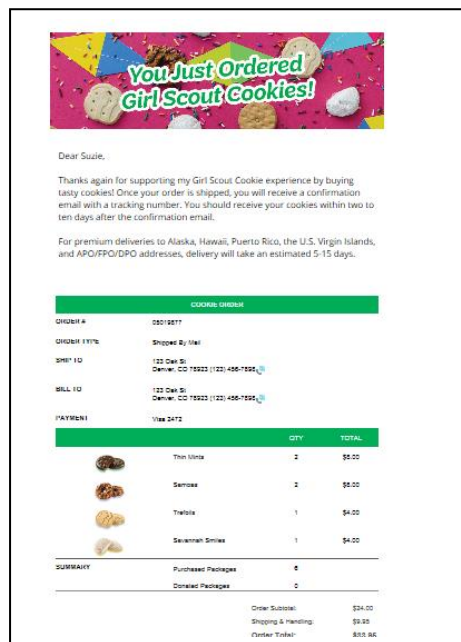 You Just Ordered
Girl Scout Cookies!
Dear Suzie,
Thanks again for supporting my Girl Scout Cookie experience by buying
tasty cookies! Once your order is shipped, you will receive a confirmation
email with a tracking number. You should receive your cookies within two to
ten days after the confirmation email.
For premium deliveries to Alaska, Hawaii, Puerto Rico, the U.S. Virgin Islands,
and APO/FPO/DPO addresses, delivery will take an estimated 5-15 days.
COOKIE ORDER
ORDER #
ORDER TYPE Shipped By Mail
SHIP TO 123 Oak St
Denver, CO (123)
BILL TO 123 Oak St
Denver, CO (123)
PAYMENT Visa 2472
QTY TOTAL
Thin Mints 2 $8.00
Samoas 2 $8.00
Trefoils 1 $4.00
Savannah Smiles 1 $4.00
SUMMARY Purchased Packages 6
Donated Packages 0
Order Subtotal: $24.00
Shipping & Handling: $9.95
Order Total: $33.95